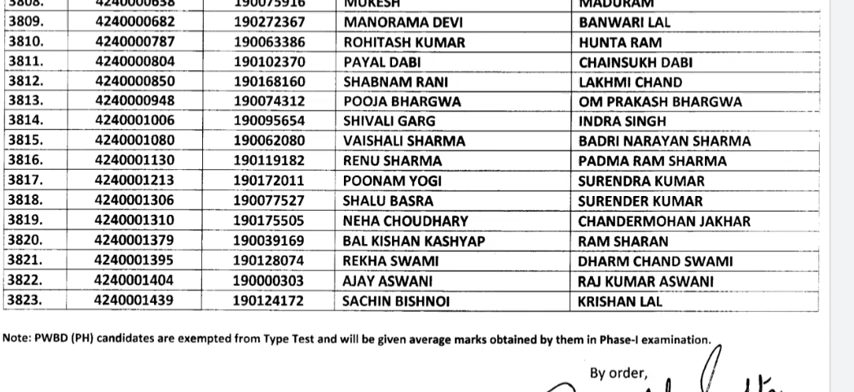 3808. 4240000638 190075916 MUKESH MADURAM
3809. 4240000682 190272367 MANORAMA DEVI BANWARI LAL
3810. 4240000787 190063386 ROHITASH KUMAR HUNTA RAM
3811. 4240000804 190102370 PAYAL DABI CHAINSUKH DABI
3812. 4240000850 190168160 SHABNAM RANI LAKHMI CHAND
3813. 4240000948 190074312 POOJA BHARGWA OM PRAKASH BHARGWA
3814. 4240001006 190095654 SHIVALI GARG INDRA SINGH
3815. 4240001080 190062080 VAISHALI SHARMA BADRI NARAYAN SHARMA
3816. 4240001130 190119182 RENU SHARMA PADMA RAM SHARMA
3817. 4240001213 190172011 POONAM YOGI SURENDRA KUMAR
3818. 4240001306 190077527 SHALU BASRA SURENDER KUMAR
3819. 4240001310 190175505 NEHA CHOUDHARY CHANDERMOHAN JAKHAR
3820. 4240001379 190039169 BAL KISHAN KASHYAP RAM SHARAN
3821. 4240001395 190128074 REKHA SWAMI DHARM CHAND SWAMI
3822. 4240001404 190000303 AJAY ASWANI RAJ KUMAR ASWANI
3823. 4240001439 190124172 SACHIN BISHNOI KRISHAN LAL
Note: PWBD (PH) candidates are exempted from Type Test and will be given average marks obtained by them in Phase-I examination.
By order,